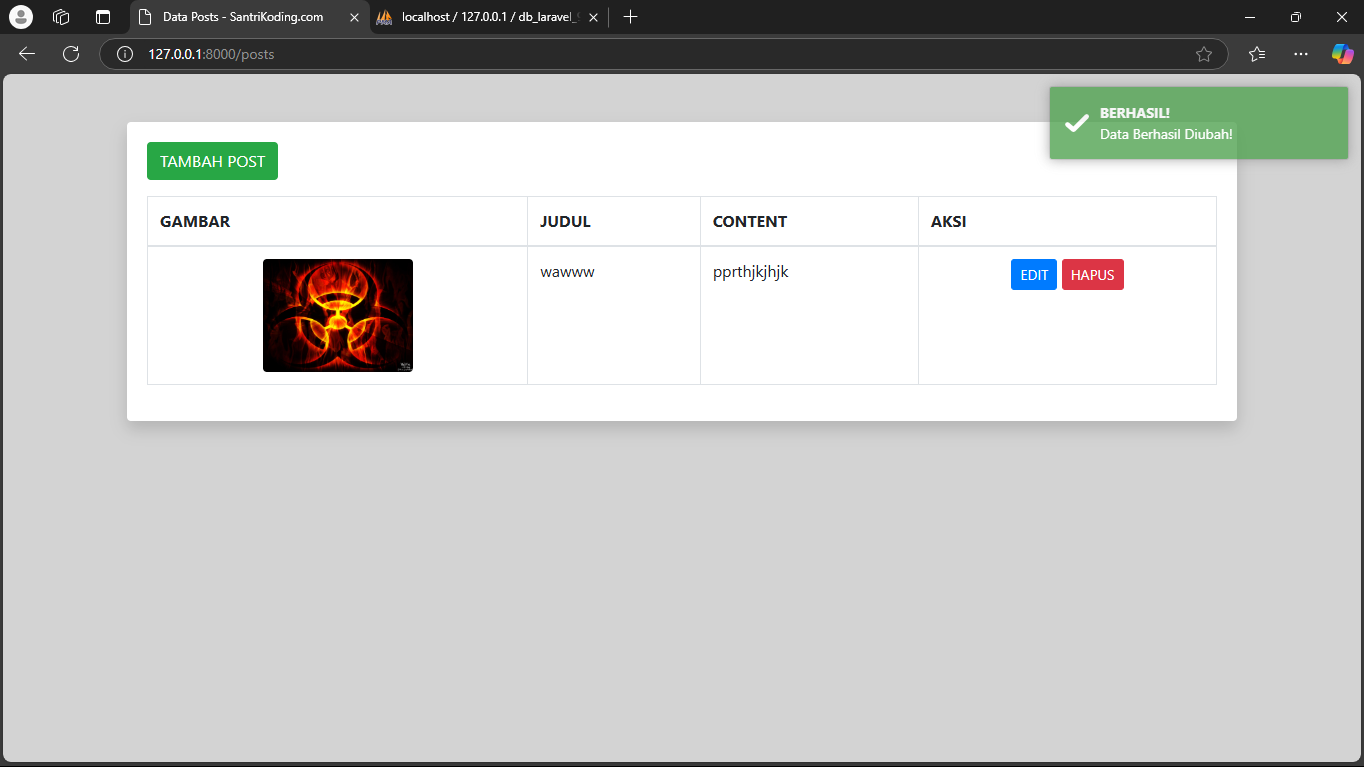 Data Posts - SantriKoding.com
localhost / 127.0.0.1 / db_laravel_
127.0.0.1:8000/posts
BERHASIL!
Data Berhasil Diubah!
TAMBAH POST
GAMBAR JUDUL CONTENT AKSI
wawww pprthjkjhjk EDIT HAPUS